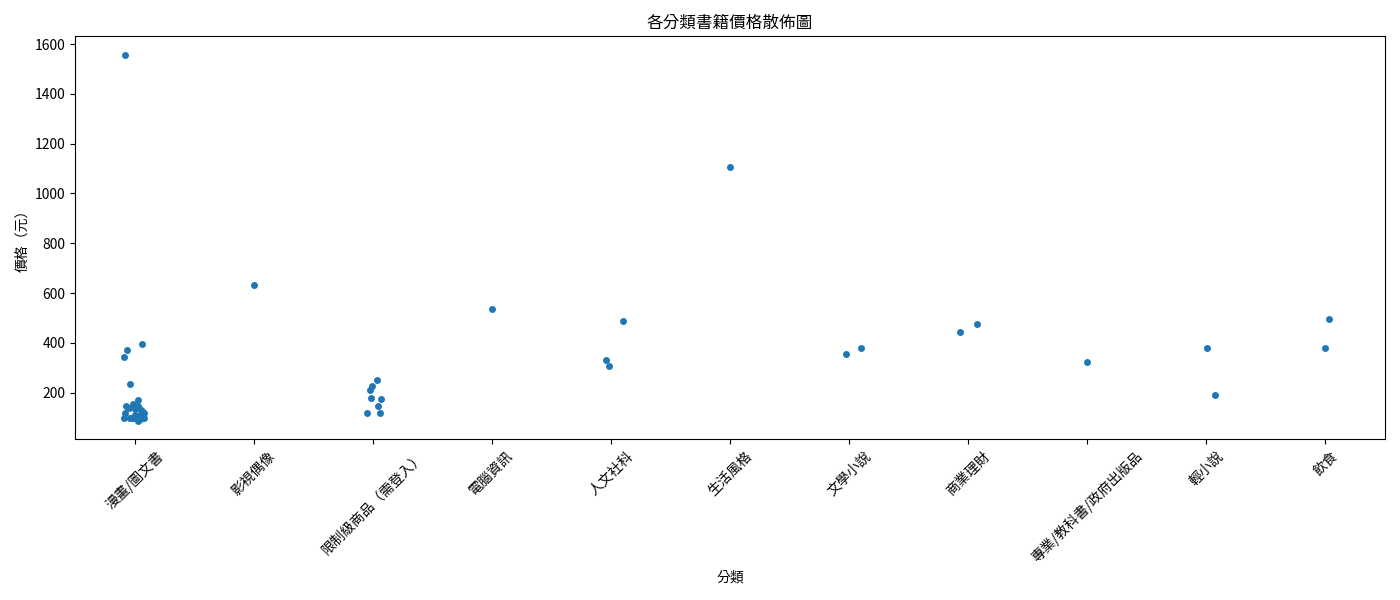 各分類書籍價格散佈圖
1600
1400
1200
1000
800
600
400
200
價格（元）
漫畫/圖文書
影視偶像
限制級商品（需登入）
電腦資訊
人文社科
生活風格
文學小說
商業理財
專業/教科書/政府出版品
輕小說
飲食
分類